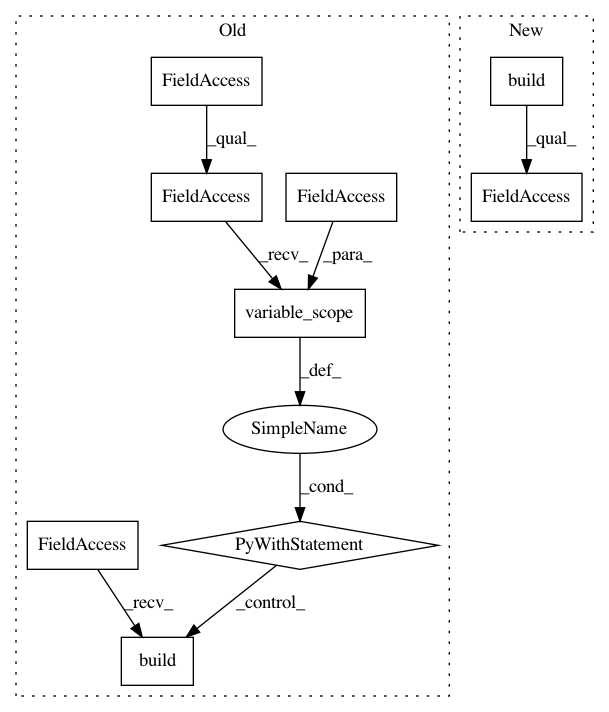 Old
New
FieldAccess
build
_qual_
_qual_
FieldAccess
FieldAccess
FieldAccess
_recv_
_para_
variable_scope
_def_
SimpleName
_cond_
FieldAccess
PyWithStatement
_recv_
_control_
build